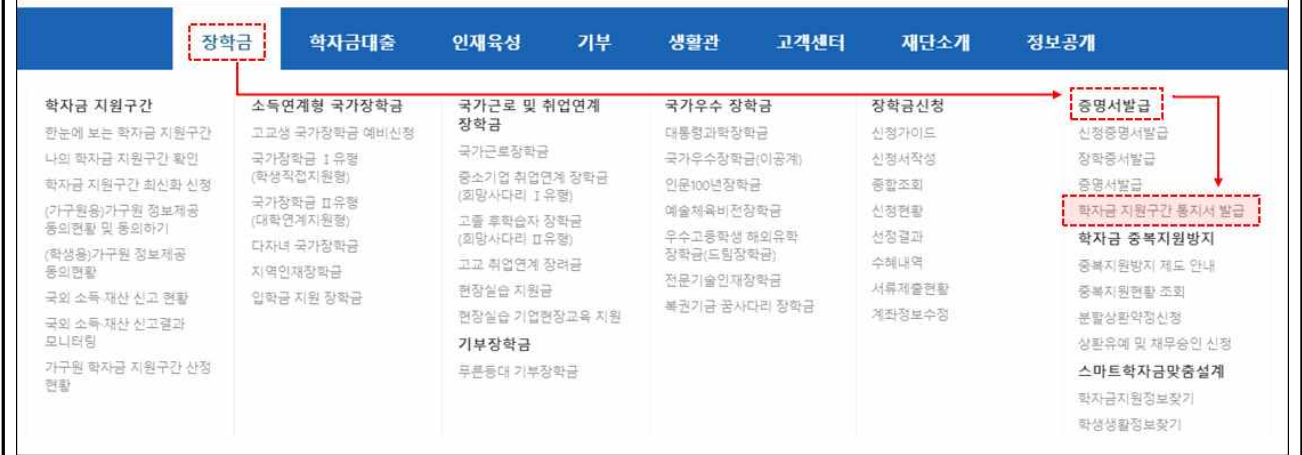 장학금 학자금대출 인재육성 기부 생활관 고객센터 재단소개 정보공개
학자금 지원구간
한눈에 보는 학자금 지원구간
나의 학자금 지원구간 확인
학자금 지원구간 최신화 신청
(가구원용)가구원 정보제공
동의현황 및 동의하기
(학생용)가구원 정보제공
동의현황
국외 소득·재산 신고 현황
국외 소득·재산 신고결과
모니터링
가구원 학자금 지원구간 산정
현황
소득연계형 국가장학금
고교생 국가장학금 예비신청
국가장학금 Ⅰ유형
(학생직접지원형)
국가장학금 Ⅱ유형
(대학연계지원형)
다자녀 국가장학금
지역인재장학금
입학금 지원 장학금
국가근로 및 취업연계
장학금
국가근로장학금
중소기업 취업연계 장학금
(희망사다리 Ⅰ유형)
고졸 후학습자 장학금
(희망사다리 Ⅱ유형)
고교 취업연계 장려금
현장실습 지원금
현장실습 기업현장교육 지원
기부장학금
푸른등대 기부장학금
국가우수 장학금
대통령과학장학금
국가우수장학금(이공계)
인문100년장학금
예술체육비전장학금
우수고등학생 해외유학
장학금(드림장학금)
전문기술인재장학금
복권기금 꿈사다리 장학금
장학금신청
신청가이드
신청서작성
종합조회
신청현황
선정결과
수혜내역
서류제출현황
계좌정보수정
증명서발급
신청증명서발급
장학증서발급
증명서발급
학자금 지원구간 통지서 발급
학자금 중복지원방지
중복지원방지 제도 안내
중복지원현황 조회
분할상환약정신청
상환유예 및 채무승인 신청
스마트학자금맞춤설계
학자금지원정보찾기
학생생활정보찾기